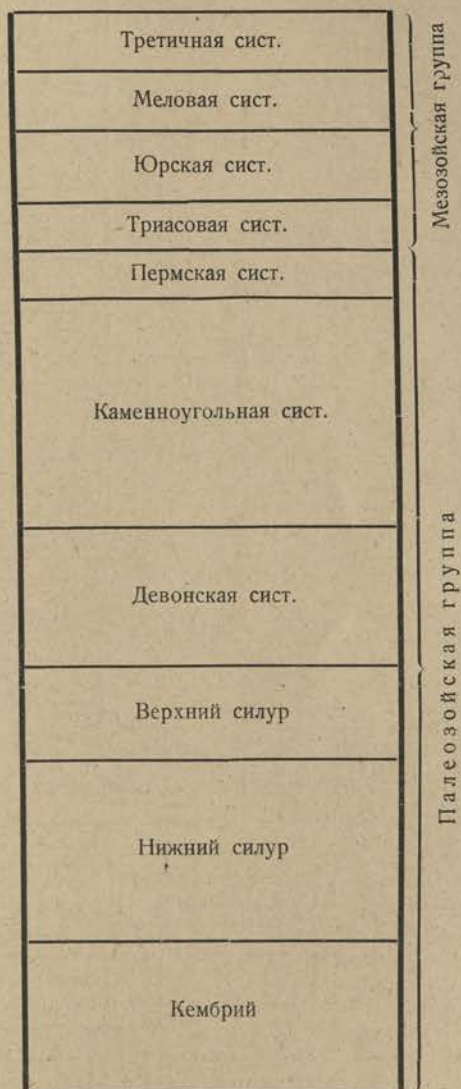 Третичная сист.
Меловая сист.
Юрская сист.
Триасовая сист.
Пермская сист.
Каменноугольная сист.
Девонская сист.
Верхний силур
Нижний силур
Кембрий
Мезозойская группа
Палеозойская группа